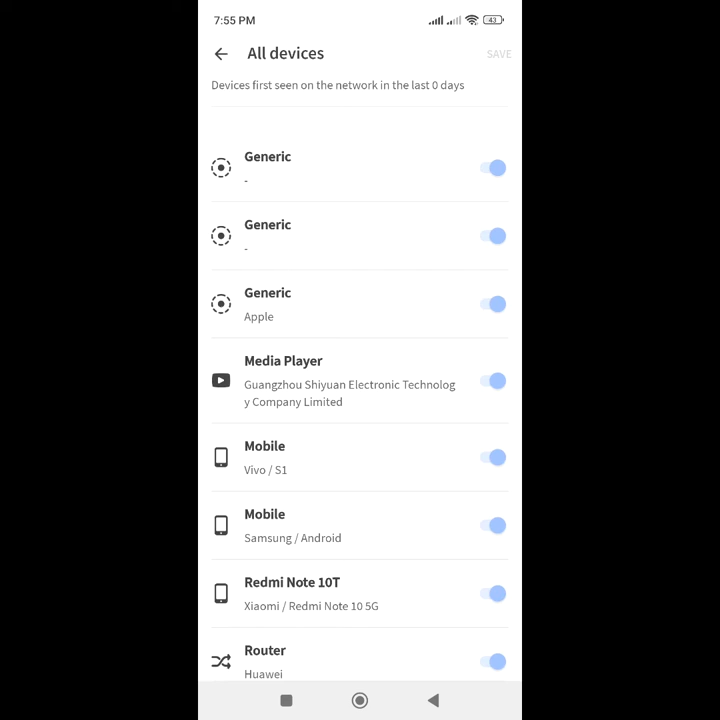 7:55 PM
43
All devices
SAVE
Devices first seen on the network in the last 0 days
Generic
-
Generic
-
Generic
Apple
Media Player
Guangzhou Shiyuan Electronic Technolog
y Company Limited
Mobile
Vivo / S1
Mobile
Samsung / Android
Redmi Note 10T
Xiaomi / Redmi Note 10 5G
Router
Huawei